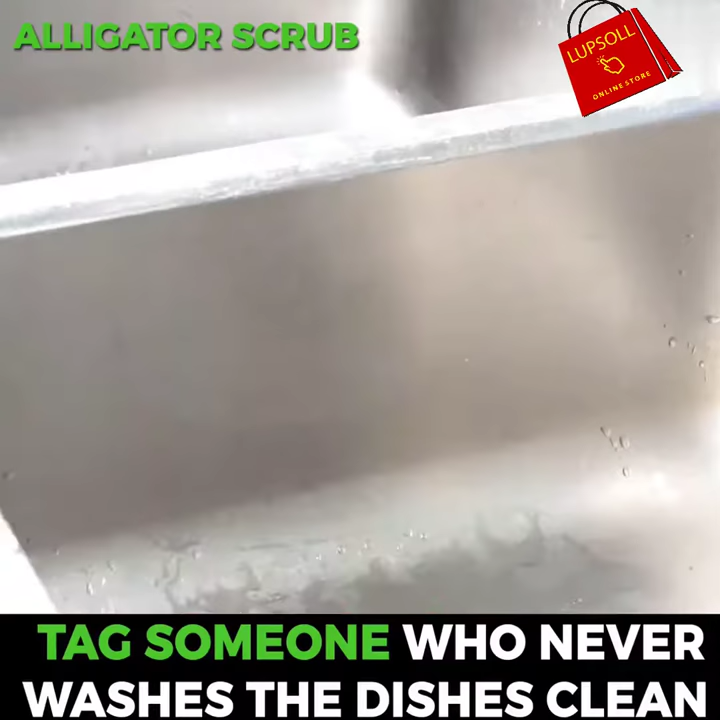 ALLIGATOR SCRUB
LUPSOLL
ONLINE STORE
TAG SOMEONE WHO NEVER
WASHES THE DISHES CLEAN